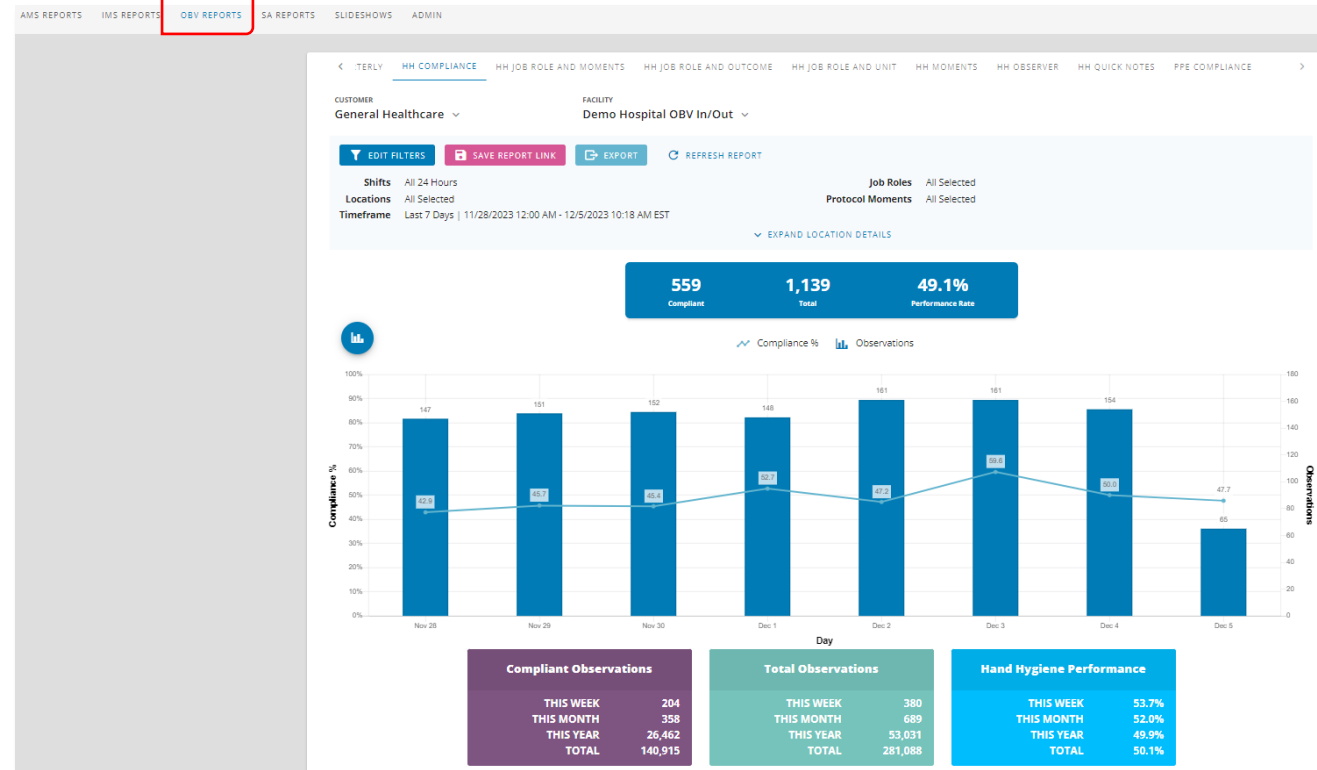 AMS REPORTS IMS REPORTS OBV REPORTS SA REPORTS SLIDESHOWS ADMIN
TERLY HH COMPLIANCE HH JOB ROLE AND MOMENTS HH JOB ROLE AND OUTCOME HH JOB ROLE AND UNIT HH MOMENTS HH OBSERVER HH QUICK NOTES PPE COMPLIANCE
CUSTOMER FACILITY
General Healthcare Demo Hospital OBV In/Out
EDIT FILTERS SAVE REPORT LINK EXPORT REFRESH REPORT
Shifts All 24 Hours Job Roles All Selected
Locations All Selected Protocol Moments All Selected
Timeframe Last 7 Days | 11/28/2023 12:00 AM - 12/5/2023 10:18 AM EST
EXPAND LOCATION DETAILS
559 1,139 49.1%
Compliant Total Performance Rate
Compliance % Observations
100% 180
90% 160
80% 140
70% 120
60% 100
50% 80
40% 60
30% 40
20% 20
10% 0
0%
Compliance %
Observations
147 151 152 148 161 161 154 65
42.9 45.7 45.4 52.7 47.2 59.6 50.0 47.7
Nov 28 Nov 29 Nov 30 Dec 1 Dec 2 Dec 3 Dec 4 Dec 5
Day
Compliant Observations
THIS WEEK 204
THIS MONTH 358
THIS YEAR 26,462
TOTAL 140,915
Total Observations
THIS WEEK 380
THIS MONTH 689
THIS YEAR 53,031
TOTAL 281,088
Hand Hygiene Performance
THIS WEEK 53.7%
THIS MONTH 52.0%
THIS YEAR 49.9%
TOTAL 50.1%